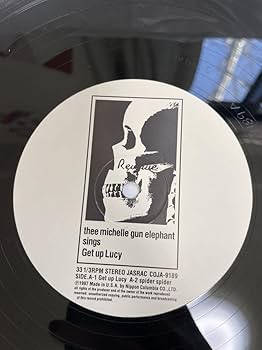 Revenge
thee michelle gun elephant
sings
Get up Lucy
33 1/3RPM STEREO JASRAC COJA-9189
SIDE.A-1 Get up Lucy A-2 spider spider
℗1997 Made in U.S.A. by Nippon Columbia CO.,LTD.
all rights of the producer and of the owner of the work reproduced
reserved. unauthorized copying, public performance and broadcasting
of this record prohibited.